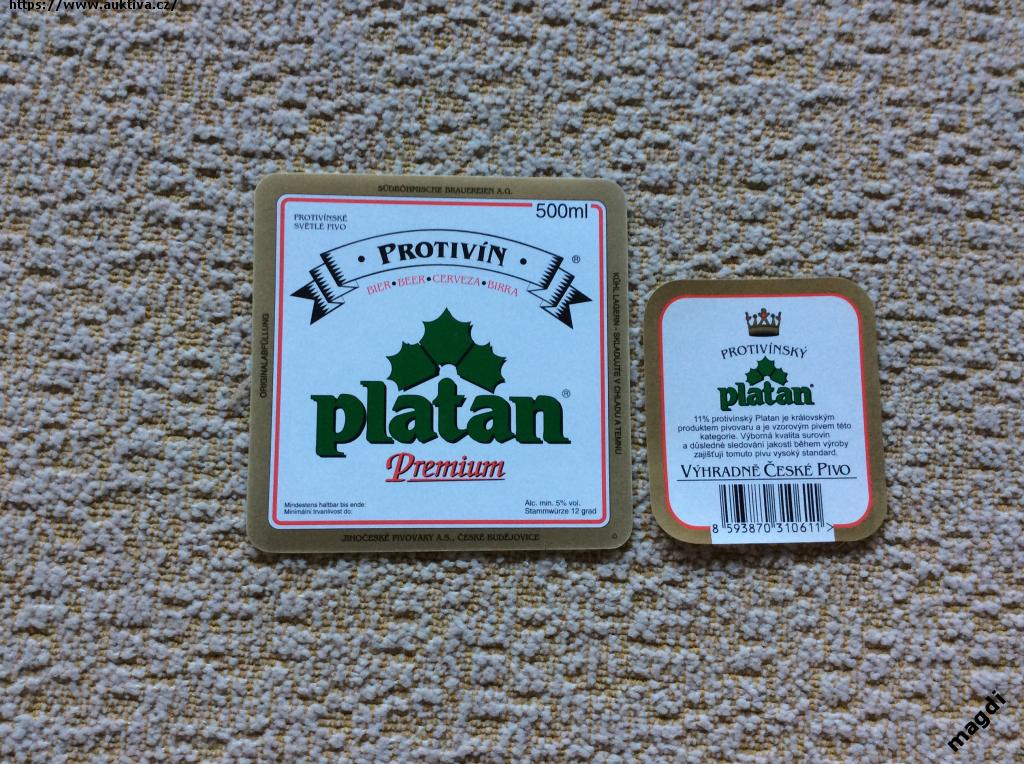 https://www.auktiva.cz/
SÜDBÖHMISCHE BRAUEREIEN A.G.
500ml
PROTIVÍNSKÉ
SVĚTLÉ PIVO
• PROTIVÍN • ®
BIER•BEER•CERVEZA•BIRRA
ORIGINALABFÜLLUNG
KÜHL LAGERN - SKLADUJTE V CHLADU A TEMNU
platan®
Premium
Mindestens haltbar bis ende:
Minimální trvanlivost do:
Alc. min. 5% vol.
Stammwürze 12 grad
JIHOČESKÉ PIVOVARY A.S., ČESKÉ BUDĚJOVICE ©
PROTIVÍNSKÝ
platan®
11% protivínský Platan je královským
produktem pivovaru a je vzorovým pivem této
kategorie. Výborná kvalita surovin
a důsledné sledování jakosti během výroby
zajišťují tomuto pivu vysoký standard.
VÝHRADNĚ ČESKÉ PIVO
8 593870 310611 >
magdi